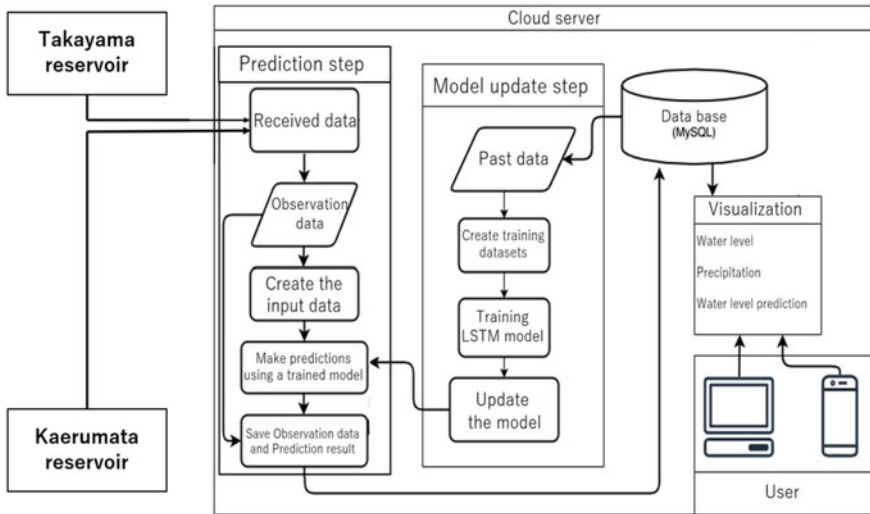 Cloud server
Takayama
reservoir
Kaerumata
reservoir
Prediction step
Received data
Observation
data
Create the
input data
Make predictions
using a trained model
Save Observation data
and Prediction result
Model update step
Past data
Create training
datasets
Training
LSTM model
Update
the model
Data base
(MySQL)
Visualization
Water level
Precipitation
Water level prediction
User